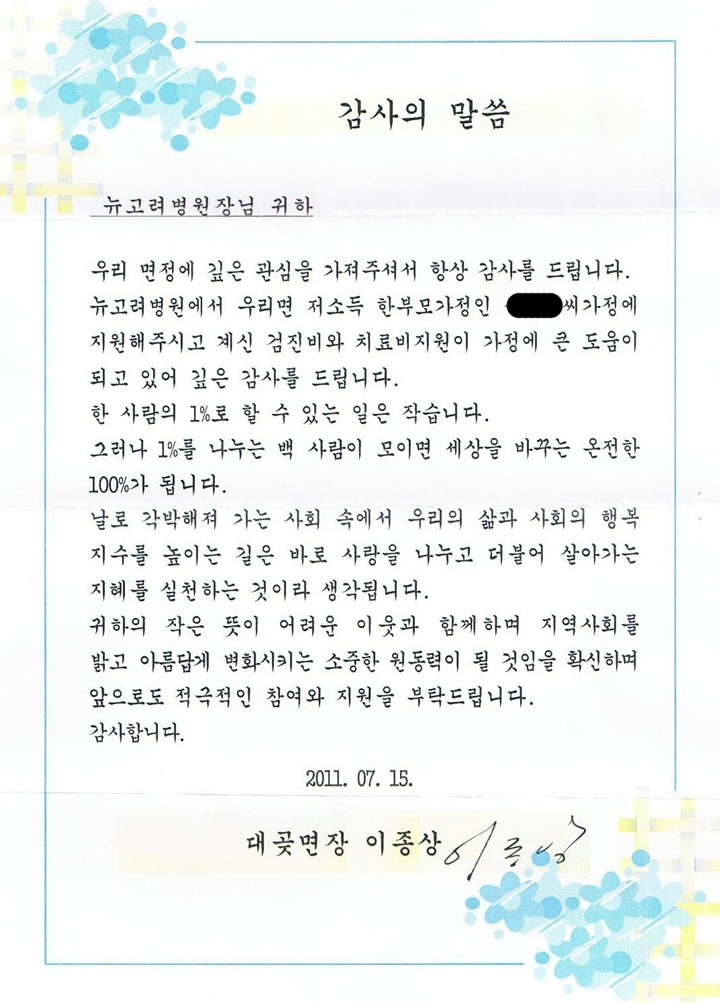 감사의 말씀
뉴고려병원장님 귀하
우리 면정에 깊은 관심을 가져주셔서 항상 감사를 드립니다.
뉴고려병원에서 우리면 저소득 한부모가정인 씨가정에
지원해주시고 계신 검진비와 치료비지원이 가정에 큰 도움이
되고 있어 깊은 감사를 드립니다.
한 사람의 1%로 할 수 있는 일은 작습니다.
그러나 1%를 나누는 백 사람이 모이면 세상을 바꾸는 온전한
100%가 됩니다.
날로 각박해져 가는 사회 속에서 우리의 삶과 사회의 행복
지수를 높이는 길은 바로 사랑을 나누고 더불어 살아가는
지혜를 실천하는 것이라 생각됩니다.
귀하의 작은 뜻이 어려운 이웃과 함께하며 지역사회를
밝고 아름답게 변화시키는 소중한 원동력이 될 것임을 확신하며
앞으로도 적극적인 참여와 지원을 부탁드립니다.
감사합니다.
2011. 07. 15.
대곶면장 이종상 이종상